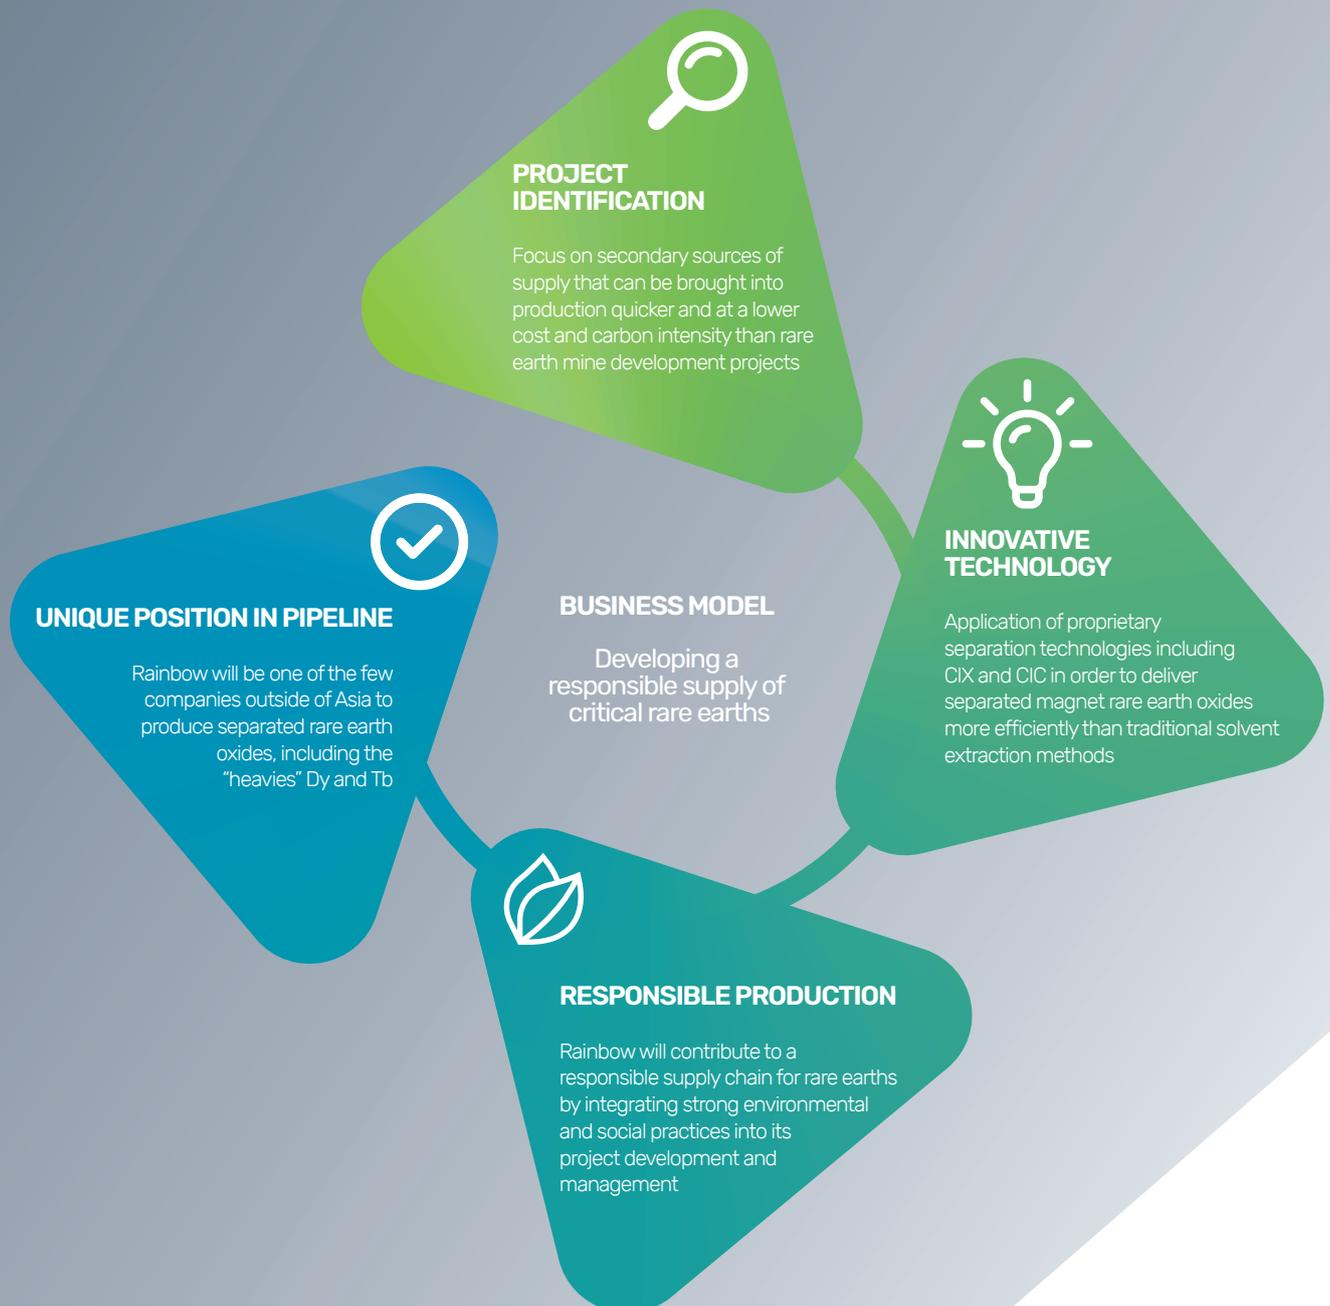 PROJECT
IDENTIFICATION
Focus on secondary sources of
supply that can be brought into
production quicker and at a lower
cost and carbon intensity than rare
earth mine development projects
INNOVATIVE
TECHNOLOGY
Application of proprietary
separation technologies including
CIX and CIC in order to deliver
separated magnet rare earth oxides
more efficiently than traditional solvent
extraction methods
BUSINESS MODEL
Developing a
responsible supply of
critical rare earths
UNIQUE POSITION IN PIPELINE
Rainbow will be one of the few
companies outside of Asia to
produce separated rare earth
oxides, including the
“heavies” Dy and Tb
RESPONSIBLE PRODUCTION
Rainbow will contribute to a
responsible supply chain for rare earths
by integrating strong environmental
and social practices into its
project development and
management